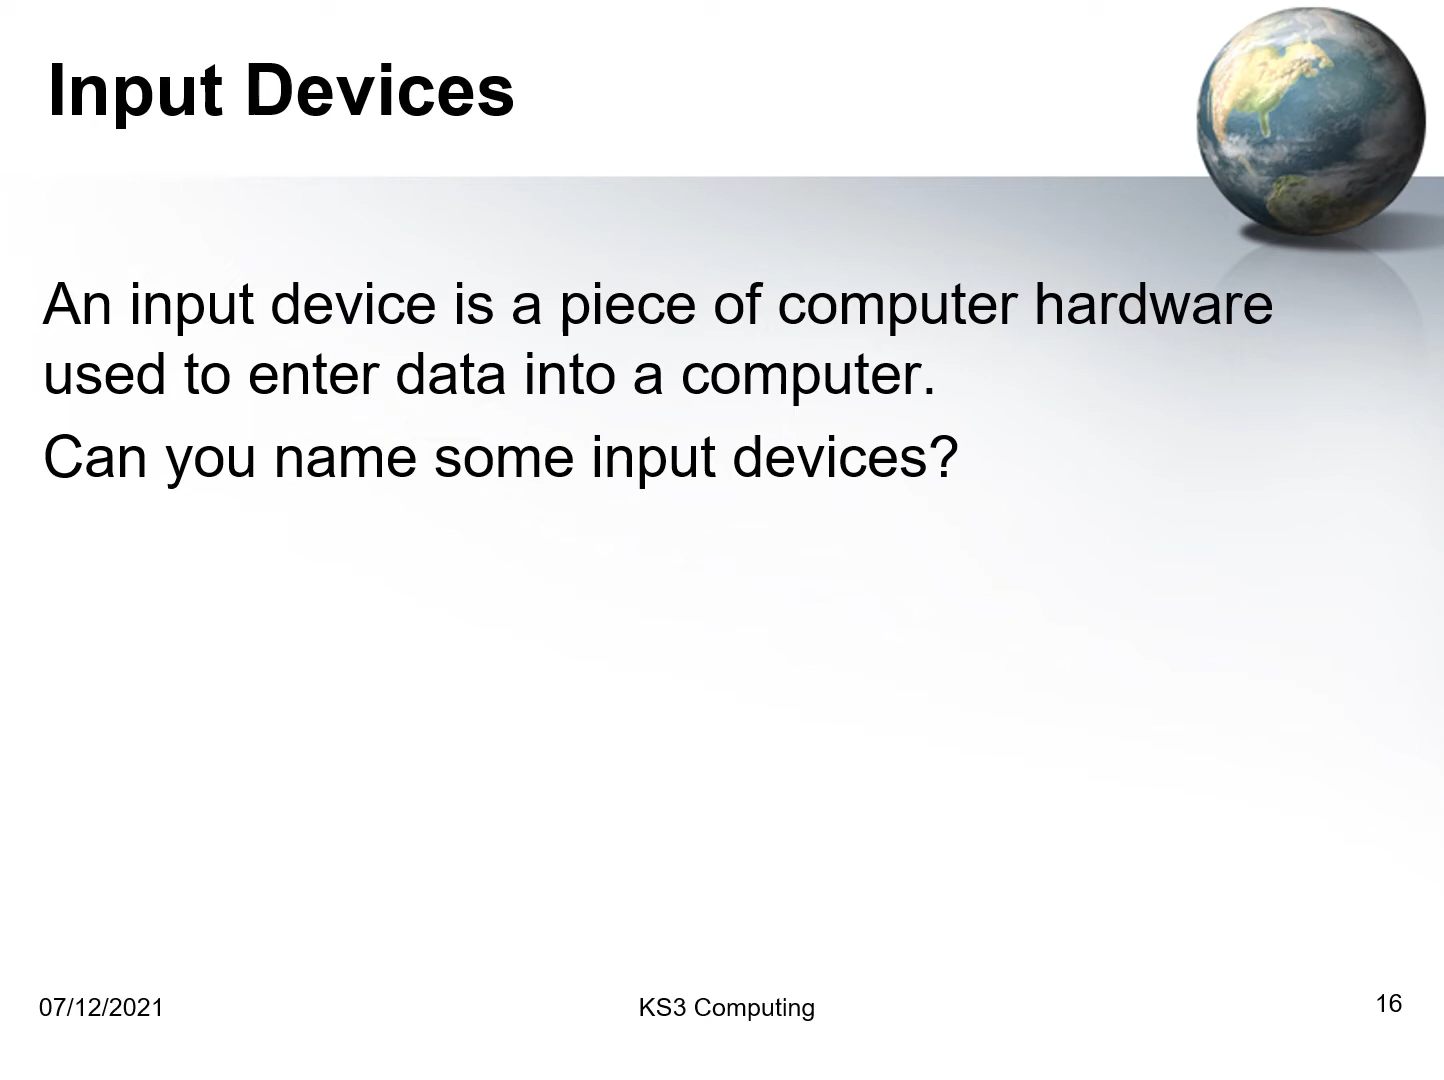 Input Devices
An input device is a piece of computer hardware
used to enter data into a computer.
Can you name some input devices?
07/12/2021
KS3 Computing
16